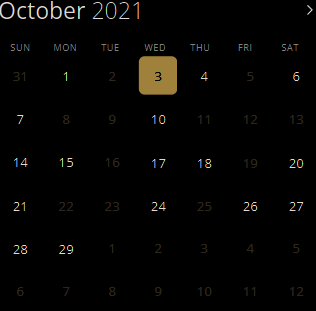 October 2021
SUN MON TUE WED THU FRI SAT
31 1 2 3 4 5 6
7 8 9 10 11 12 13
14 15 16 17 18 19 20
21 22 23 24 25 26 27
28 29 1 2 3 4 5
6 7 8 9 10 11 12